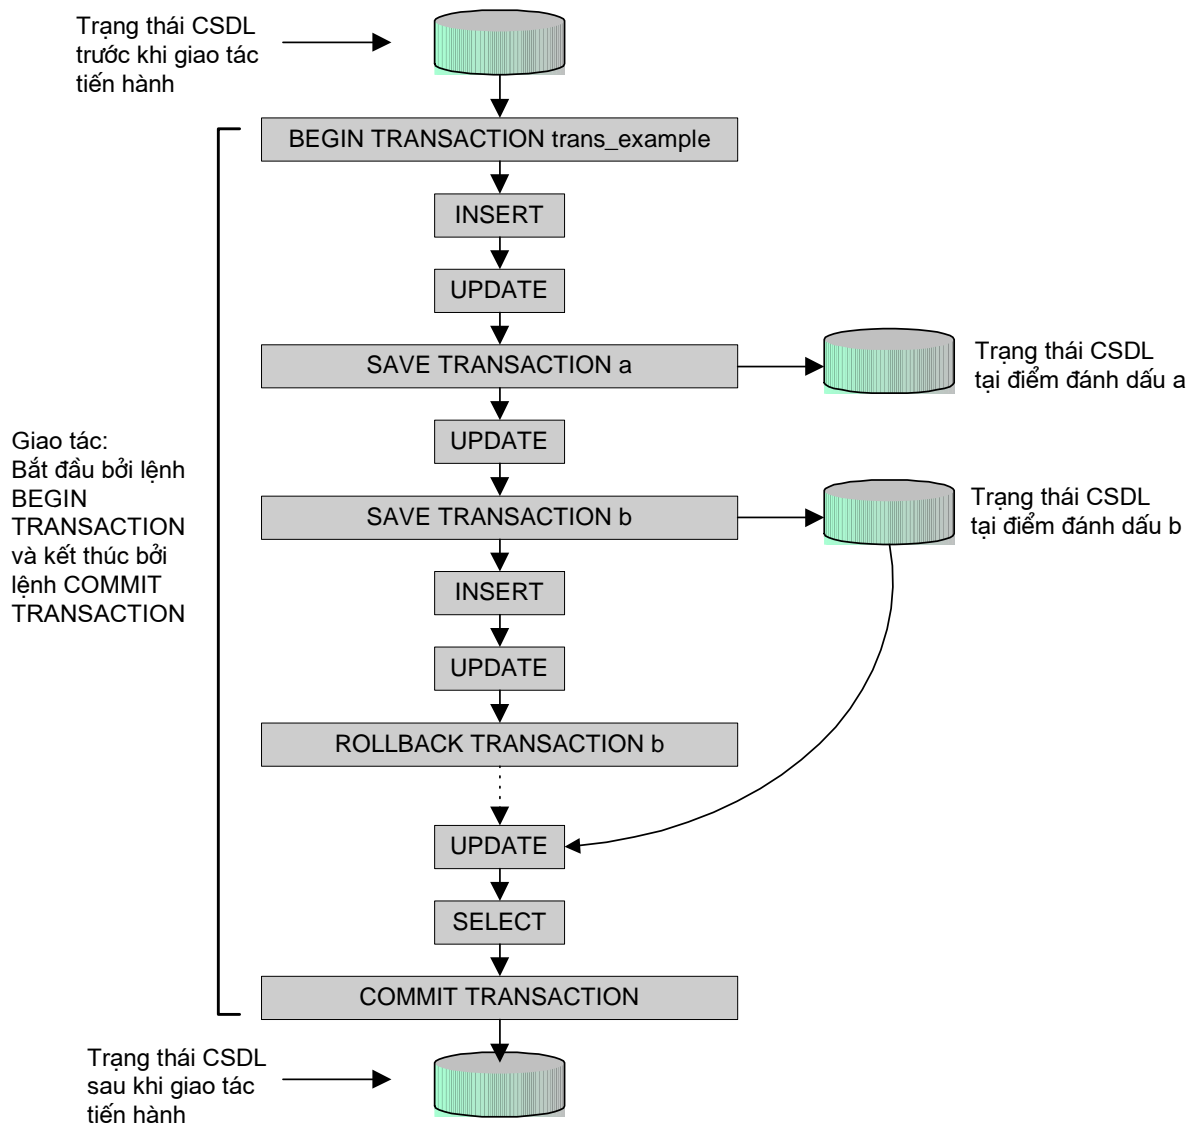 Trạng thái CSDL
trước khi giao tác
tiến hành
BEGIN TRANSACTION trans_example
INSERT
UPDATE
SAVE TRANSACTION a
Trạng thái CSDL
tại điểm đánh dấu a
UPDATE
Giao tác:
Bắt đầu bởi lệnh
BEGIN
TRANSACTION
và kết thúc bởi
lệnh COMMIT
TRANSACTION
SAVE TRANSACTION b
Trạng thái CSDL
tại điểm đánh dấu b
INSERT
UPDATE
ROLLBACK TRANSACTION b
UPDATE
SELECT
COMMIT TRANSACTION
Trạng thái CSDL
sau khi giao tác
tiến hành